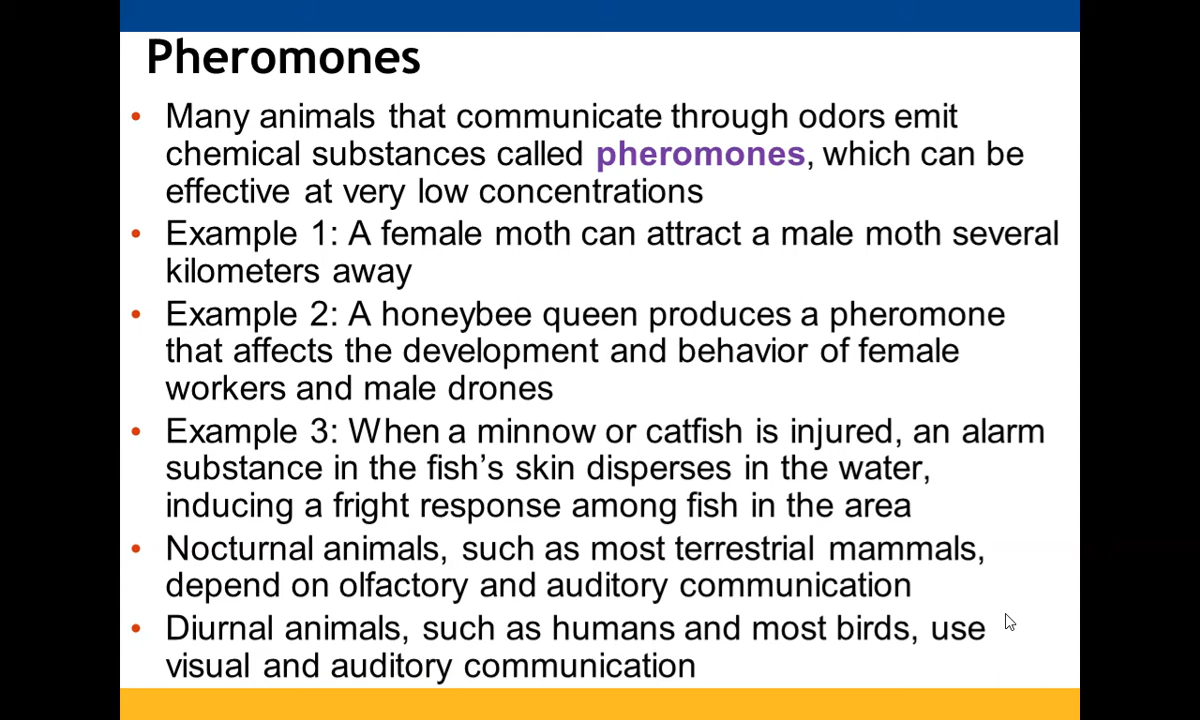 Pheromones
• Many animals that communicate through odors emit
chemical substances called pheromones, which can be
effective at very low concentrations
• Example 1: A female moth can attract a male moth several
kilometers away
• Example 2: A honeybee queen produces a pheromone
that affects the development and behavior of female
workers and male drones
• Example 3: When a minnow or catfish is injured, an alarm
substance in the fish’s skin disperses in the water,
inducing a fright response among fish in the area
• Nocturnal animals, such as most terrestrial mammals,
depend on olfactory and auditory communication
• Diurnal animals, such as humans and most birds, use
visual and auditory communication